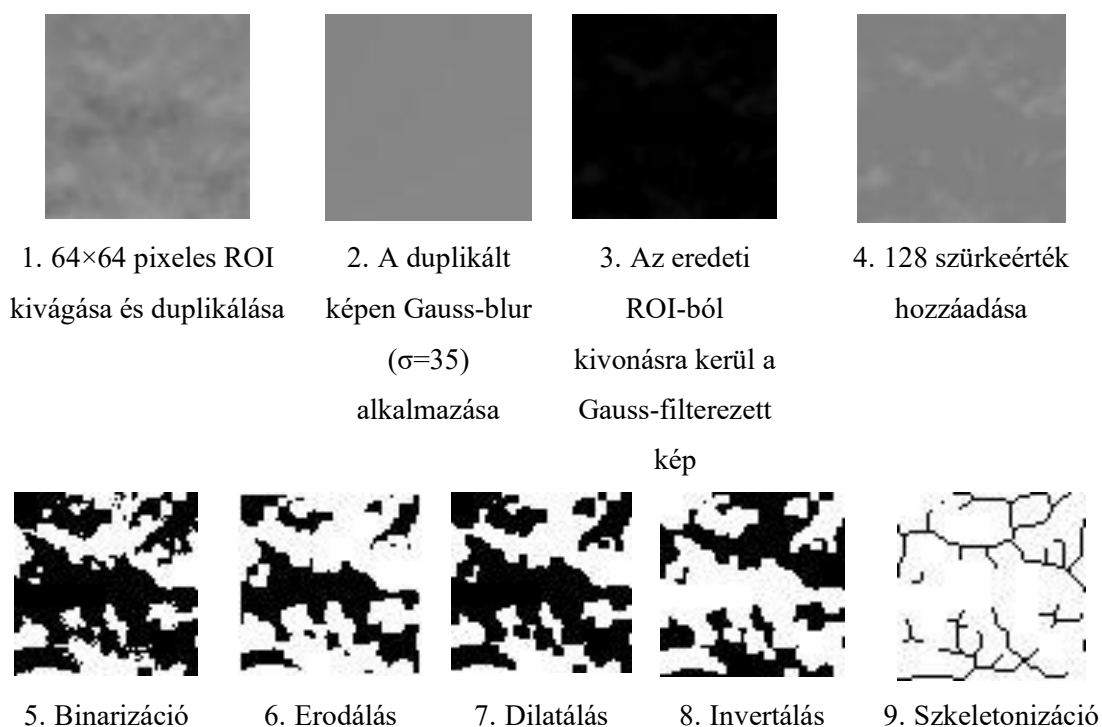 1. 64×64 pixeles ROI
kivágása és duplikálása
2. A duplikált
képen Gauss-blur
(σ=35)
alkalmazása
3. Az eredeti
ROI-ból
kivonásra kerül a
Gauss-filterezett
kép
4. 128 szürkeérték
hozzáadása
5. Binarizáció
6. Erodálás
7. Dilatálás
8. Invertálás
9. Szkeletonizáció